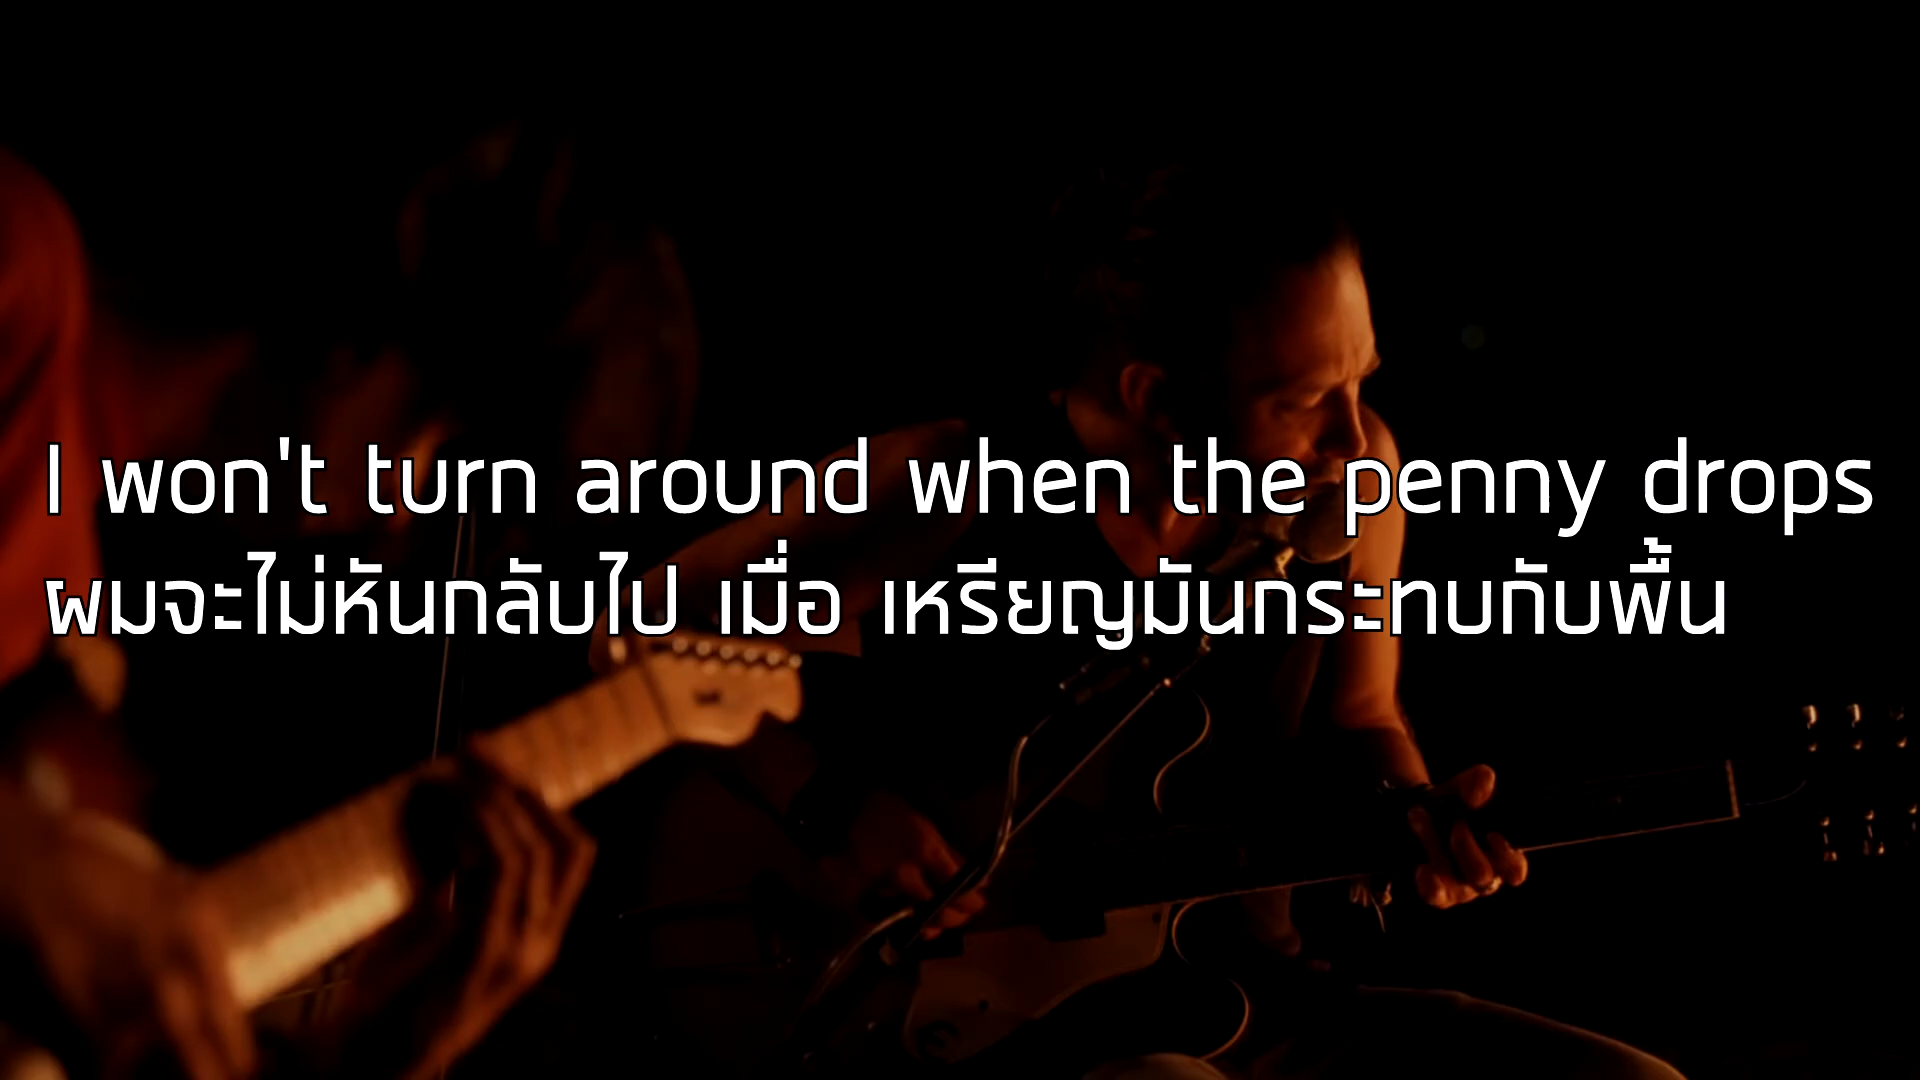 I won't turn around when the penny drops
ผมจะไม่หันกลับไป เมื่อ เหรียญมันกระทบกับพื้น